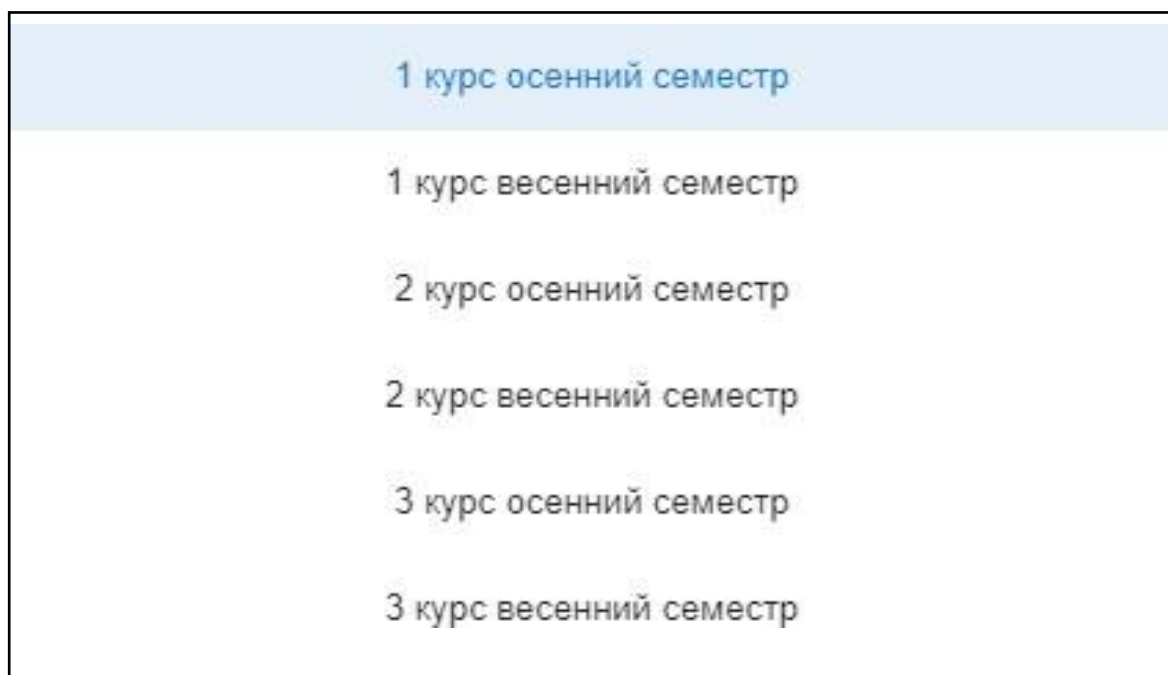 1 курс осенний семестр
1 курс весенний семестр
2 курс осенний семестр
2 курс весенний семестр
3 курс осенний семестр
3 курс весенний семестр